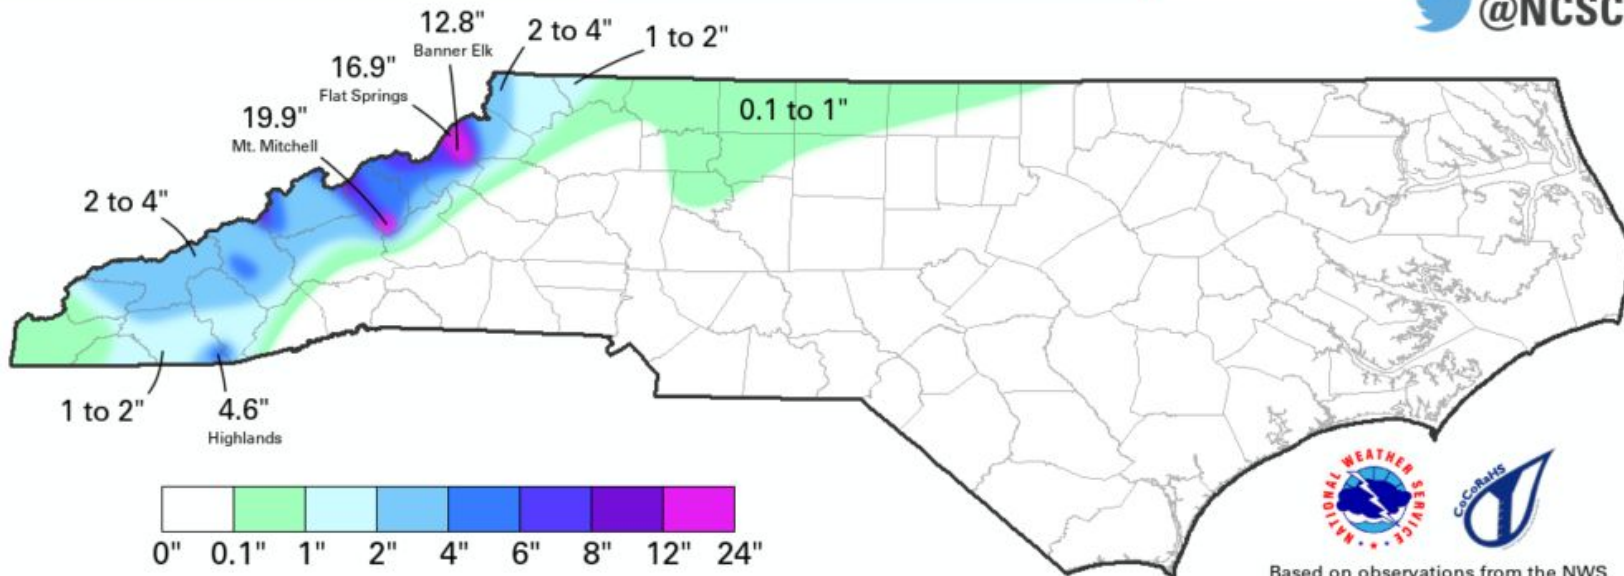 @NCSC
12.8"
Banner Elk
2 to 4"
1 to 2"
16.9"
Flat Springs
19.9"
Mt. Mitchell
0.1 to 1"
2 to 4"
1 to 2"
4.6"
Highlands
0" 0.1" 1" 2" 4" 6" 8" 12" 24"
NATIONAL WEATHER SERVICE
CoCoRaHS
Based on observations from the NWS